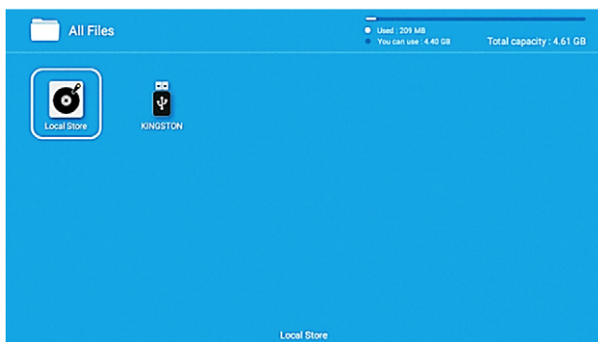 All Files
Used : 209 MB
You can use : 4.40 GB
Total capacity : 4.61 GB
Local Store
KINGSTON
Local Store